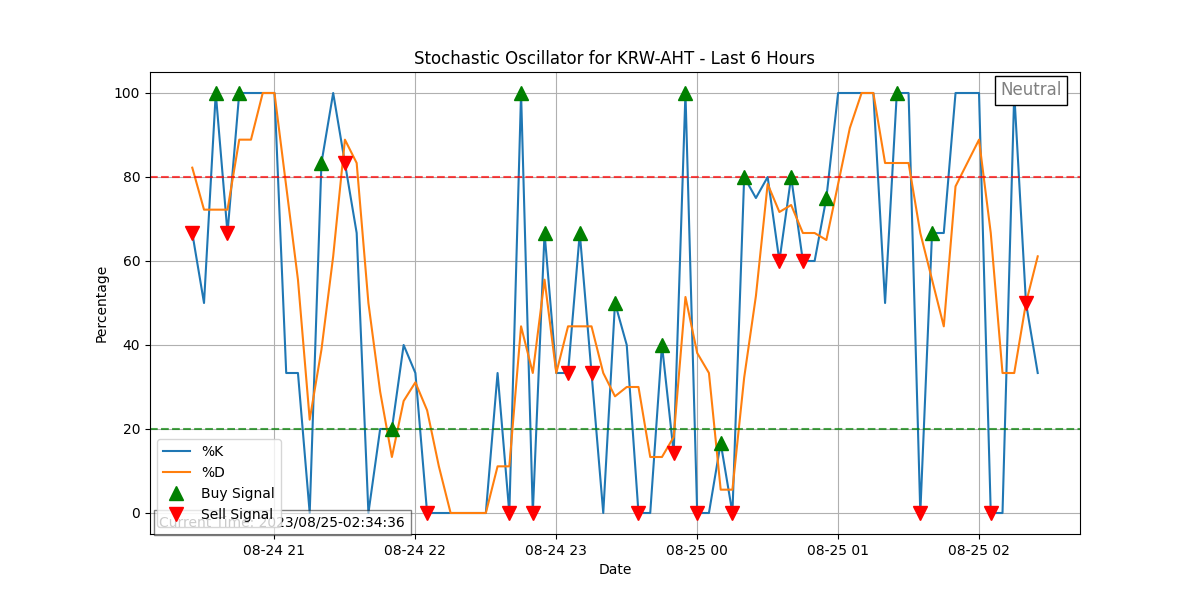 Stochastic Oscillator for KRW-AHT - Last 6 Hours
Neutral
100
80
60
40
20
0
Percentage
%K
%D
Buy Signal
Sell Signal
Current Time: 2023/08/25-02:34:36
08-24 21 08-24 22 08-24 23 08-25 00 08-25 01 08-25 02
Date